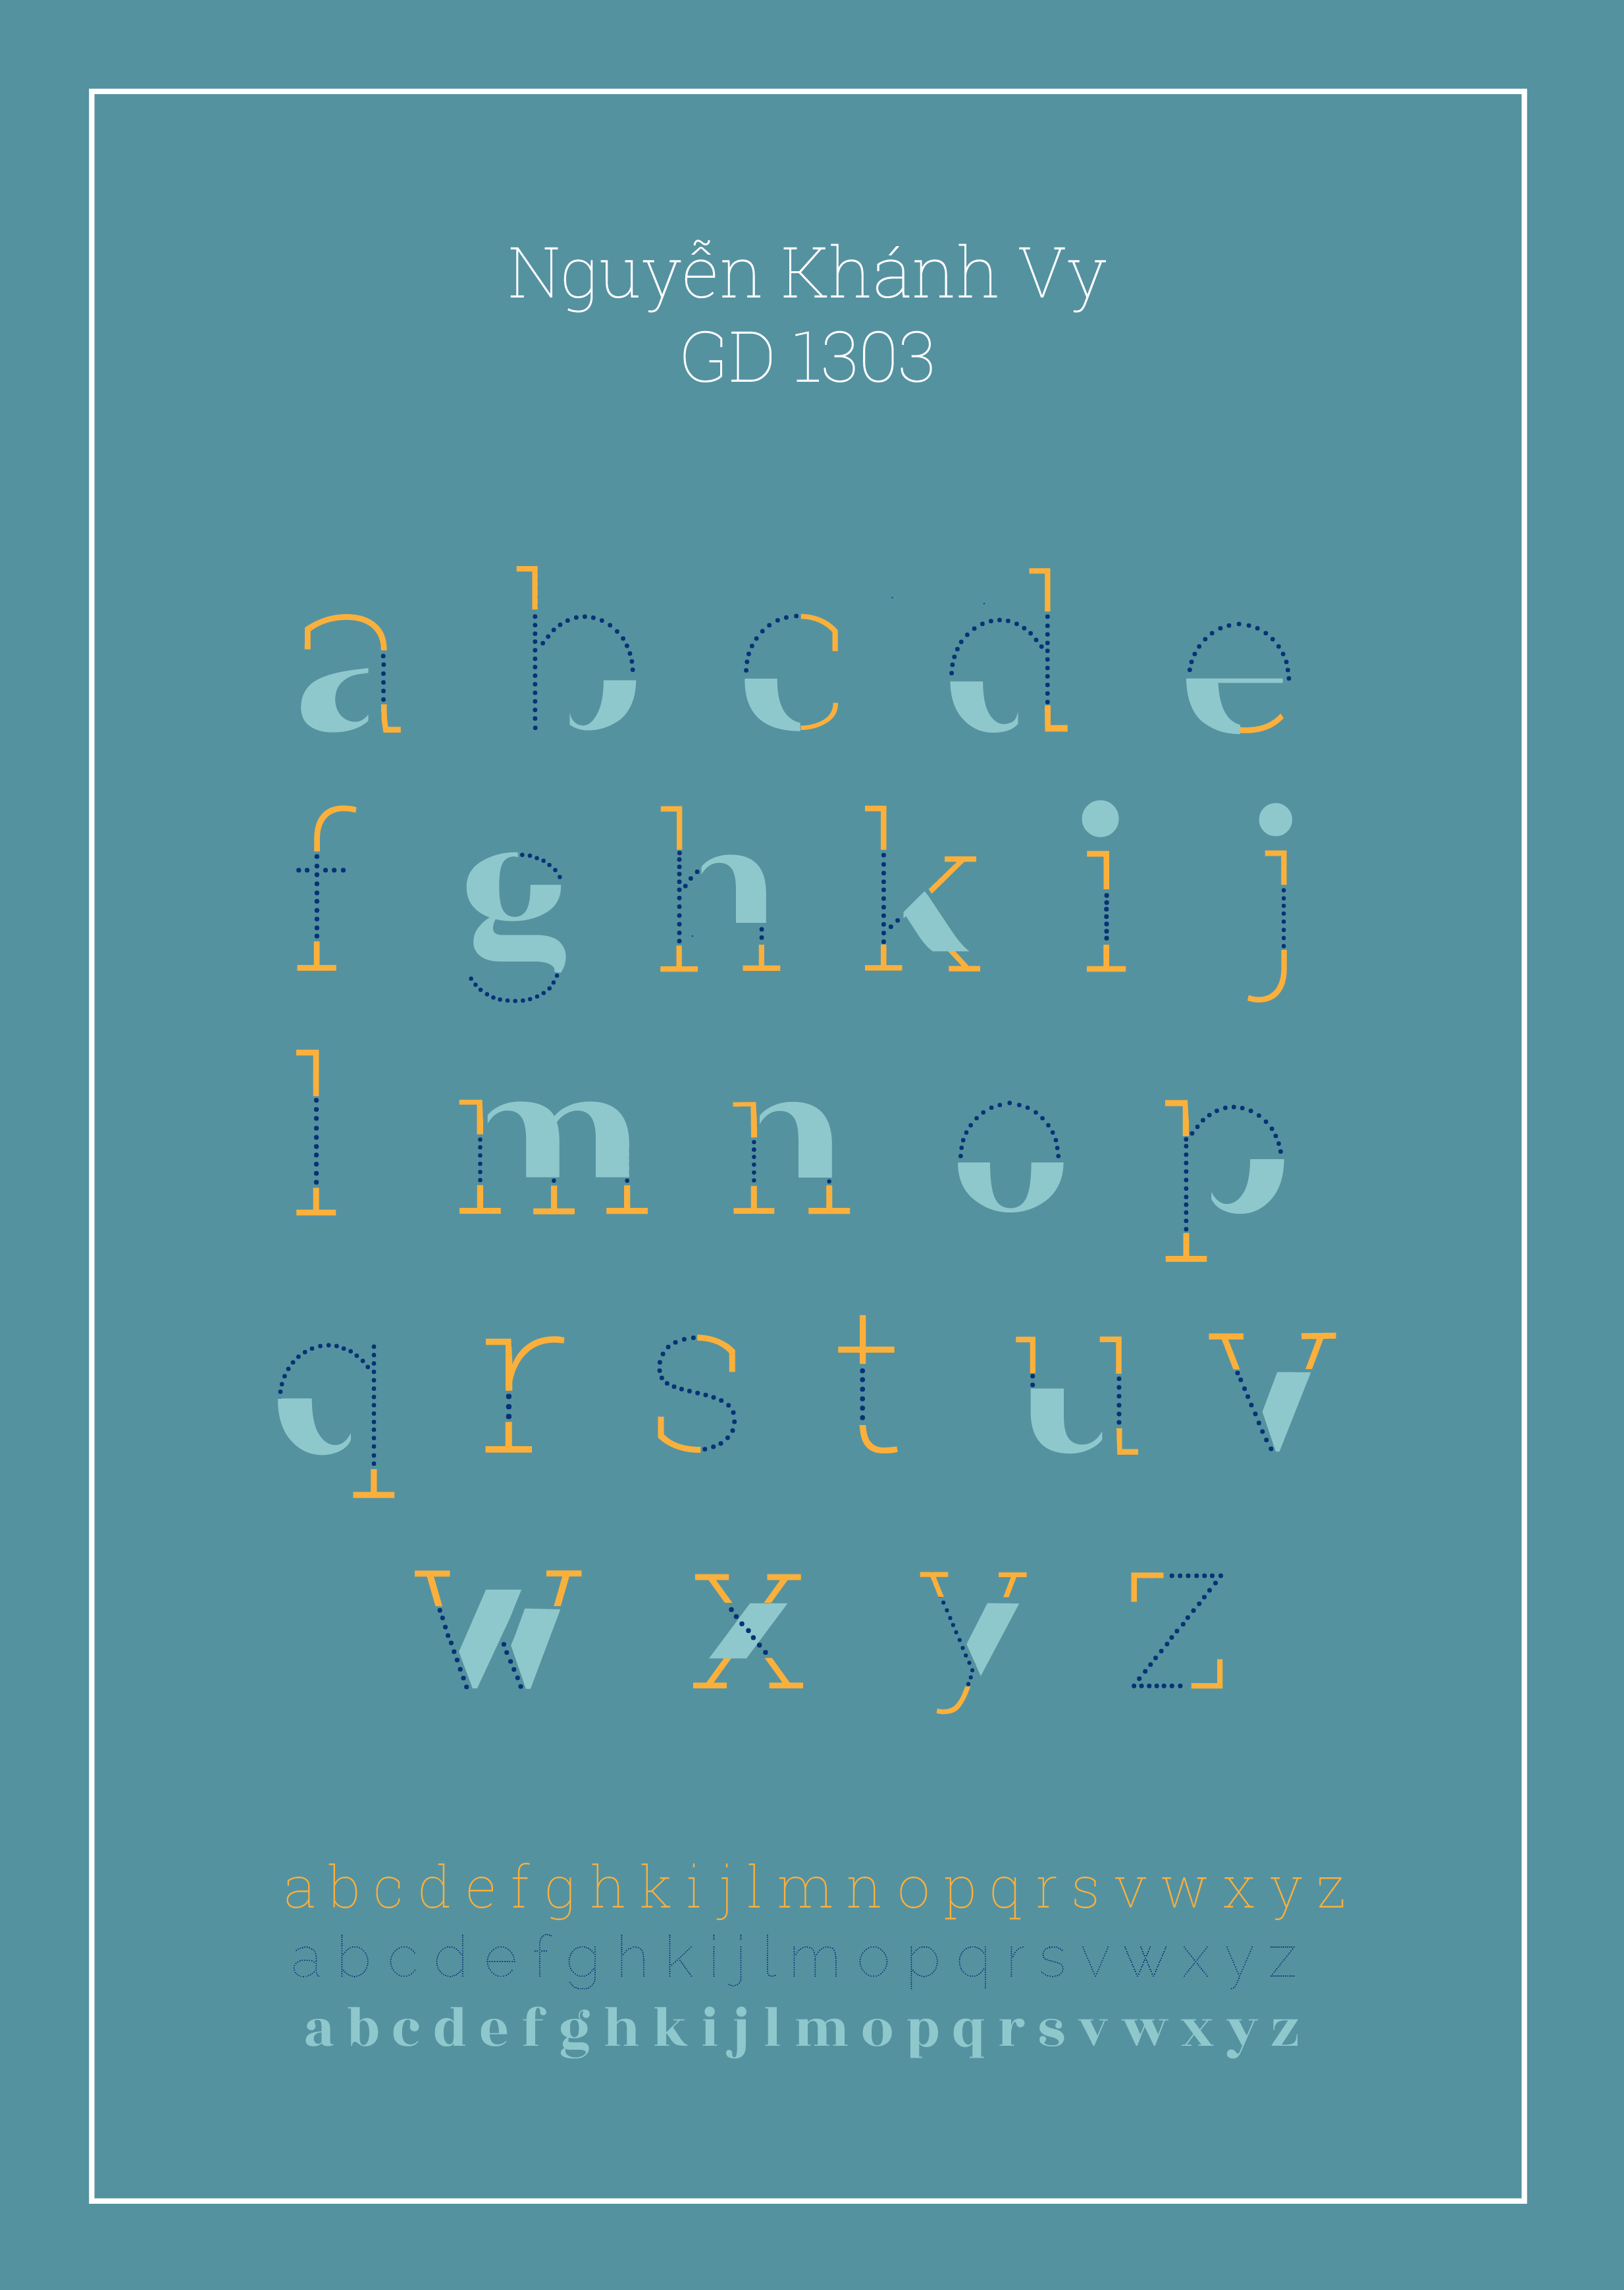 Nguyễn Khánh Vy
GD 1303
a b c d e
f g h k i j
l m n o p
q r s t u v
w x y z
a b c d e f g h k i j l m n o p q r s v w x y z
a b c d e f g h k i j l m o p q r s v w x y z
a b c d e f g h k i j l m o p q r s v w x y z